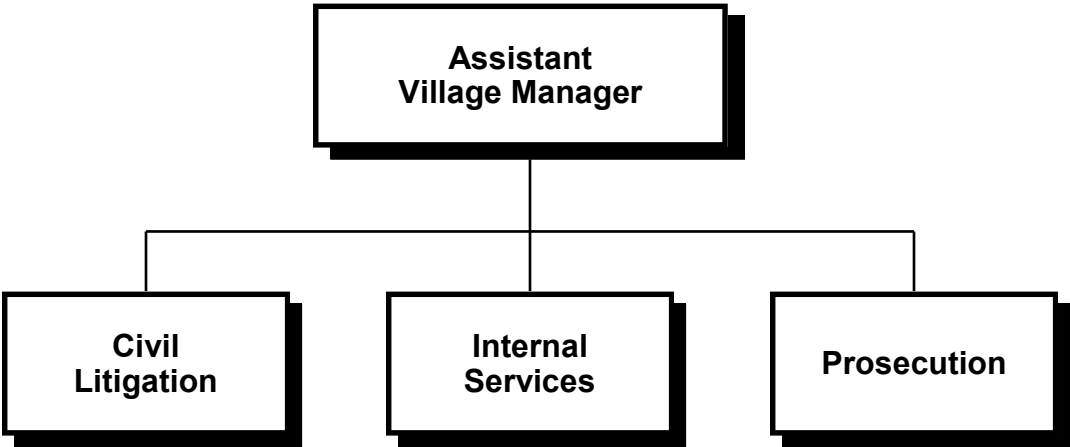 Assistant
Village Manager
Civil
Litigation
Internal
Services
Prosecution